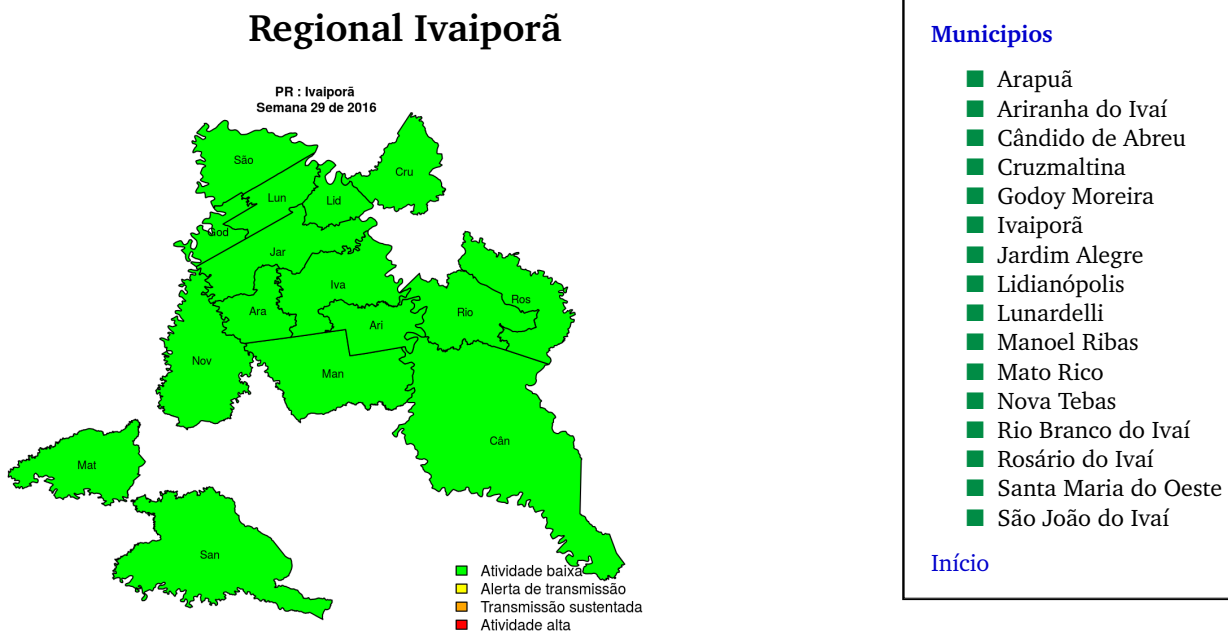 Regional Ivaiporã
PR : Ivaiporã
Semana 29 de 2016
São
Cru
Lun
Lid
God
Jar
Iva
Ros
Ara
Rio
Ari
Nov
Man
Cân
Mat
San
Atividade baixa
Alerta de transmissão
Transmissão sustentada
Atividade alta
Municipios
Arapuã
Ariranha do Ivaí
Cândido de Abreu
Cruzmaltina
Godoy Moreira
Ivaiporã
Jardim Alegre
Lidianópolis
Lunardelli
Manoel Ribas
Mato Rico
Nova Tebas
Rio Branco do Ivaí
Rosário do Ivaí
Santa Maria do Oeste
São João do Ivaí
Início